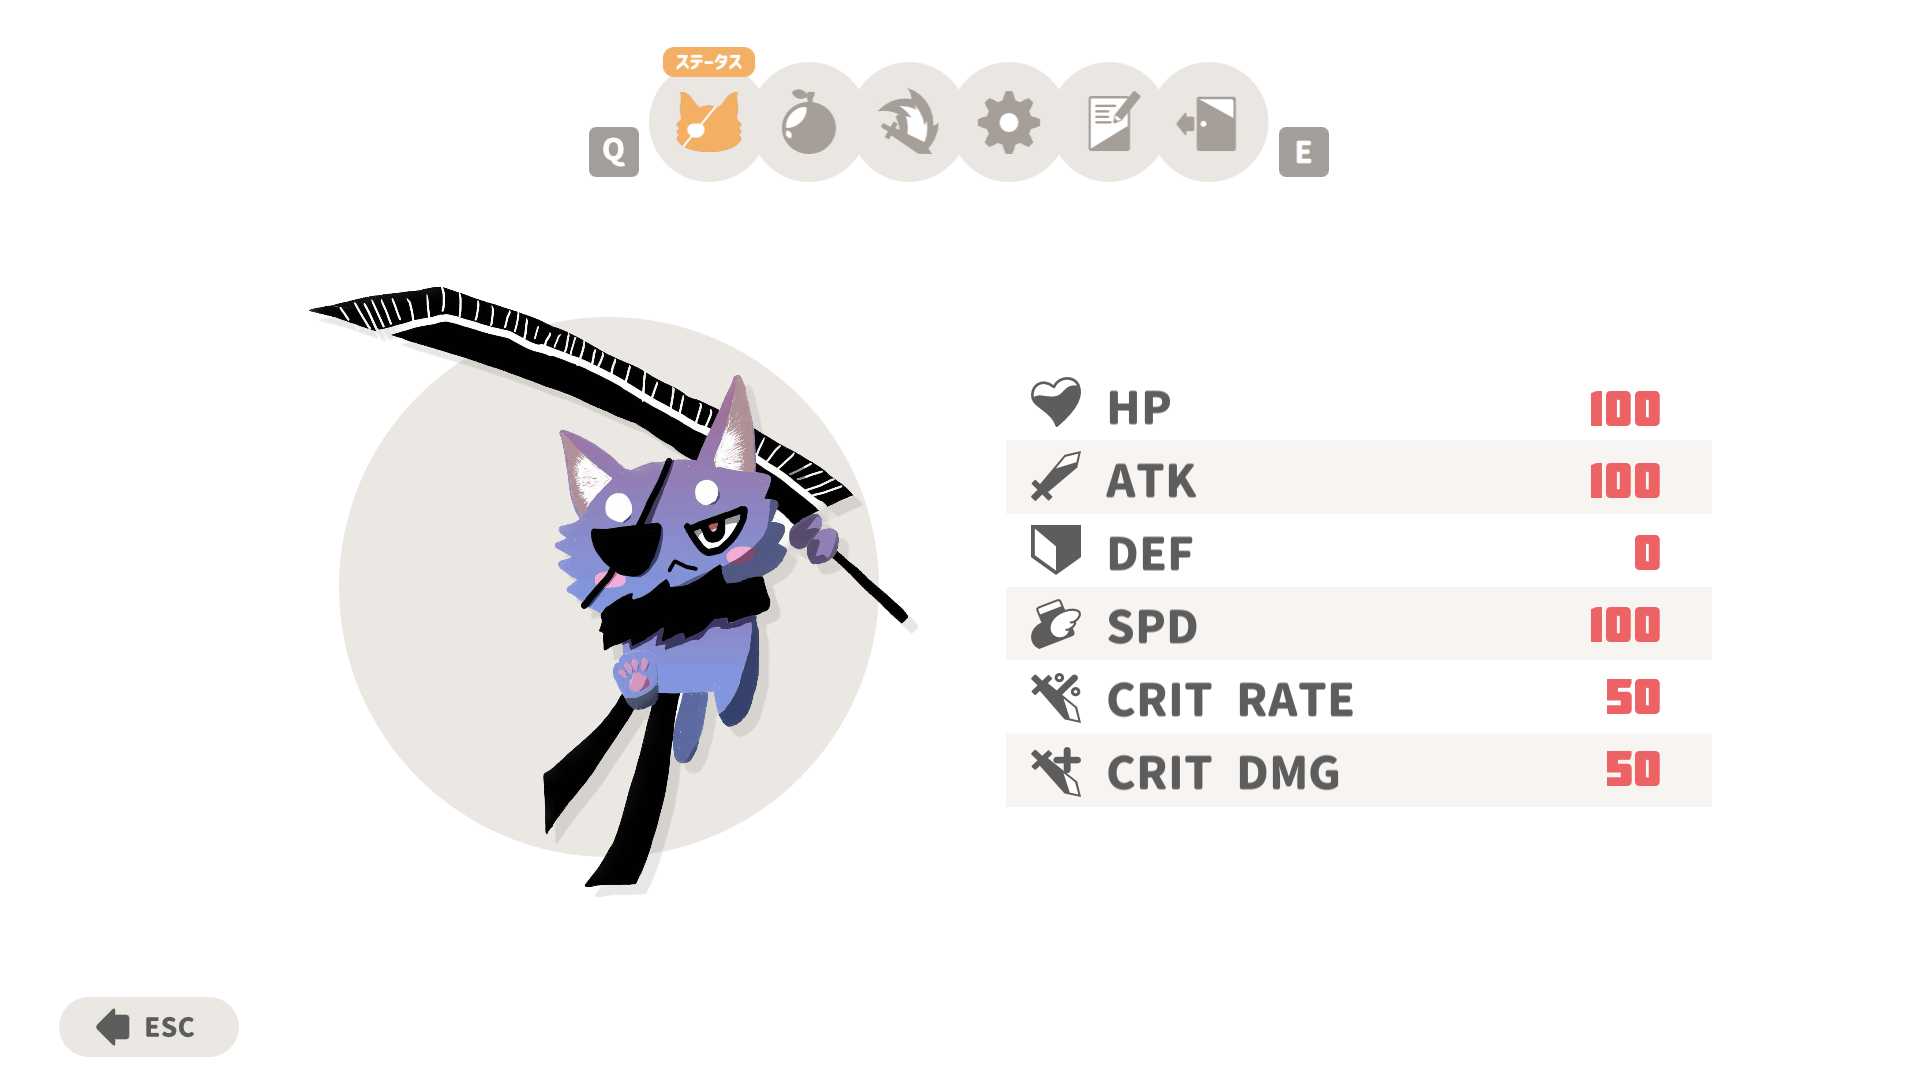 ステータス
Q
E
HP 100
ATK 100
DEF 0
SPD 100
CRIT RATE 50
CRIT DMG 50
ESC